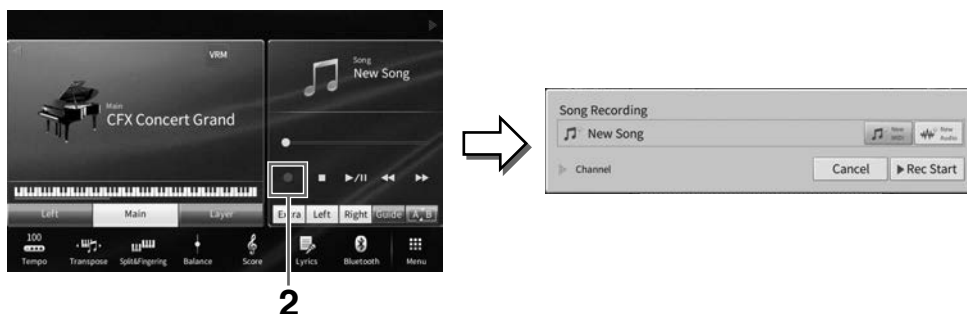 VRM
Main
CFX Concert Grand
Left
Main
Layer
Song
New Song
Extra
Left
Right
Guide
A B
100
Tempo
Transpose
Split&Fingering
Balance
Score
Lyrics
Bluetooth
Menu
2
Song Recording
New Song
New
MIDI
New
Audio
Channel
Cancel
Rec Start